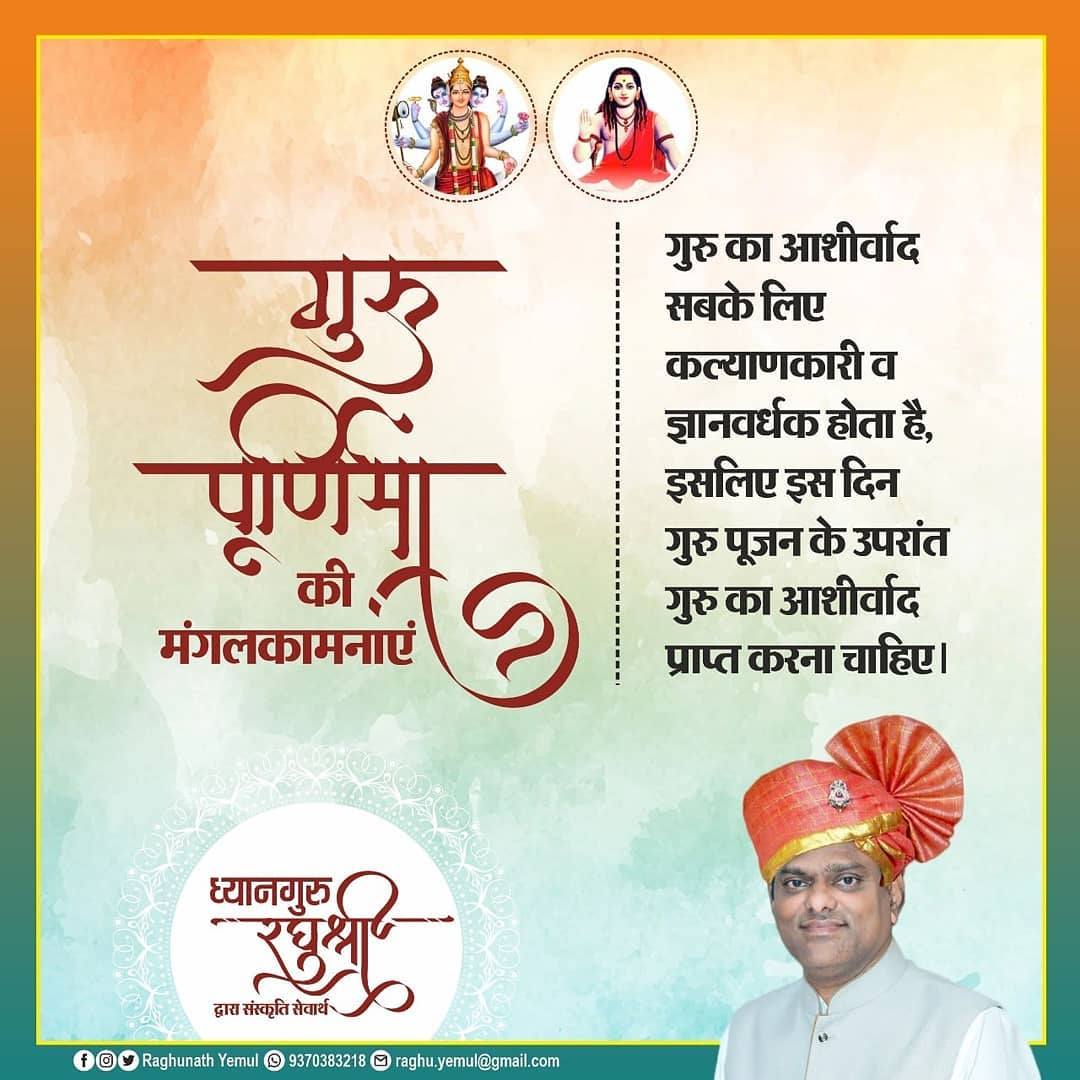 गुरु
पूर्णिमा
की
मंगलकामनाएं
गुरु का आशीर्वाद
सबके लिए
कल्याणकारी व
ज्ञानवर्धक होता है,
इसलिए इस दिन
गुरु पूजन के उपरांत
गुरु का आशीर्वाद
प्राप्त करना चाहिए।
ध्यानगुरु
रघुश्री
द्वारा संस्कृति सेवार्थ
Raghunath Yemul 9370383218 raghu.yemul@gmail.com